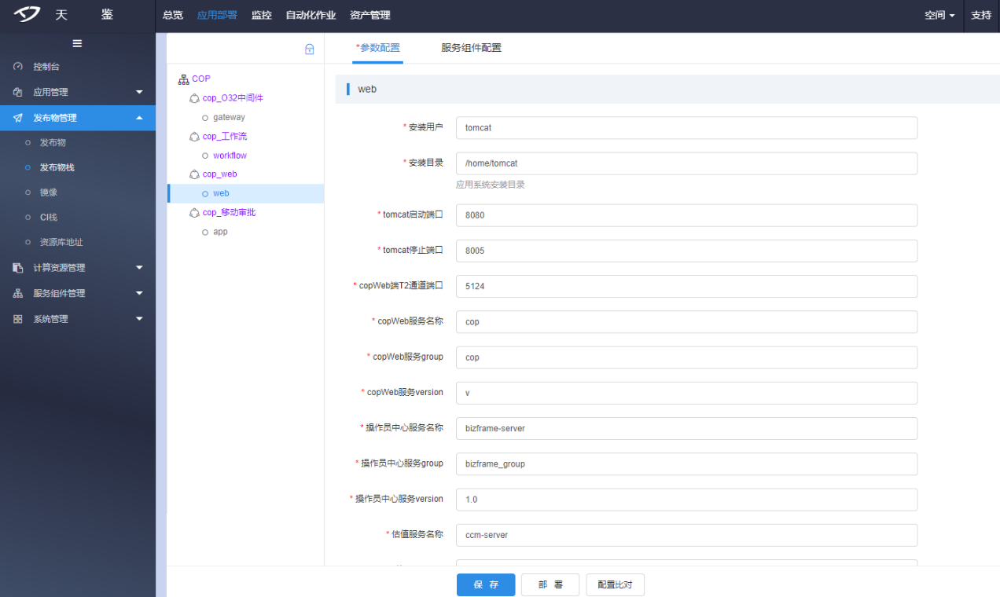 天 鉴
总览 应用部署 监控 自动化作业 资产管理
空间 支持
控制台
应用管理
发布物管理
发布物
发布物栈
镜像
CI栈
资源库地址
计算资源管理
服务组件管理
系统管理
COP
cop_O32中间件
gateway
cop_工作流
workflow
cop_web
web
cop_移动审批
app
*参数配置 服务组件配置
web
* 安装用户 tomcat
* 安装目录 /home/tomcat
应用系统安装目录
* tomcat启动端口 8080
* tomcat停止端口 8005
* copWeb端T2通道端口 5124
* copWeb服务名称 cop
* copWeb服务group cop
* copWeb服务version v
* 操作员中心服务名称 bizframe-server
* 操作员中心服务group bizframe_group
* 操作员中心服务version 1.0
* 估值服务名称 ccm-server
保 存 部 署 配置比对